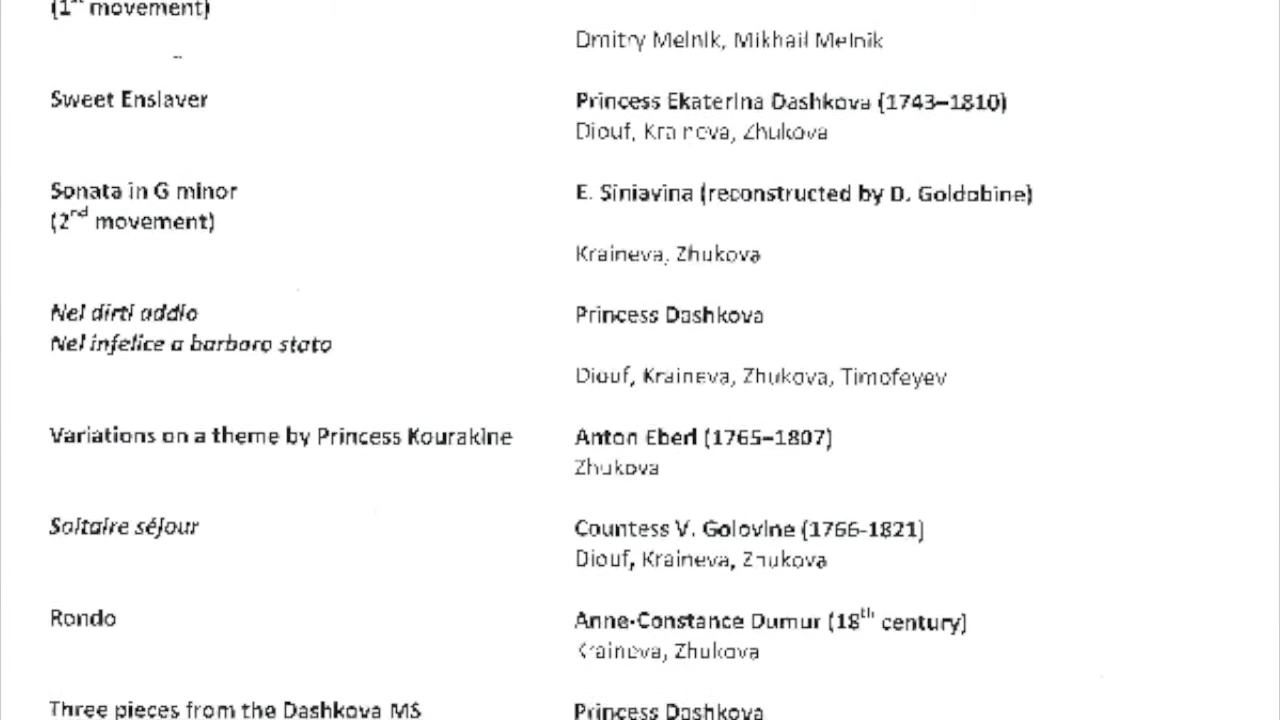 (1st movement)
Dmitry Melnik, Mikhail Melnik
Sweet Enslaver
Princess Ekaterina Dashkova (1743–1810)
Diouf, Kraineva, Zhukova
Sonata in G minor
(2nd movement)
E. Siniavina (reconstructed by D. Goldobine)
Kraineva, Zhukova
Nel dirti addio
Nel infelice a barbaro stato
Princess Dashkova
Diouf, Kraineva, Zhukova, Timofeyev
Variations on a theme by Princess Kourakine
Anton Eberl (1765–1807)
Zhukova
Soltaire séjour
Countess V. Golovine (1766-1821)
Diouf, Kraineva, Zhukova
Rondo
Anne-Constance Dumur (18th century)
Kraineva, Zhukova
Three pieces from the Dashkova MS
Princess Dashkova